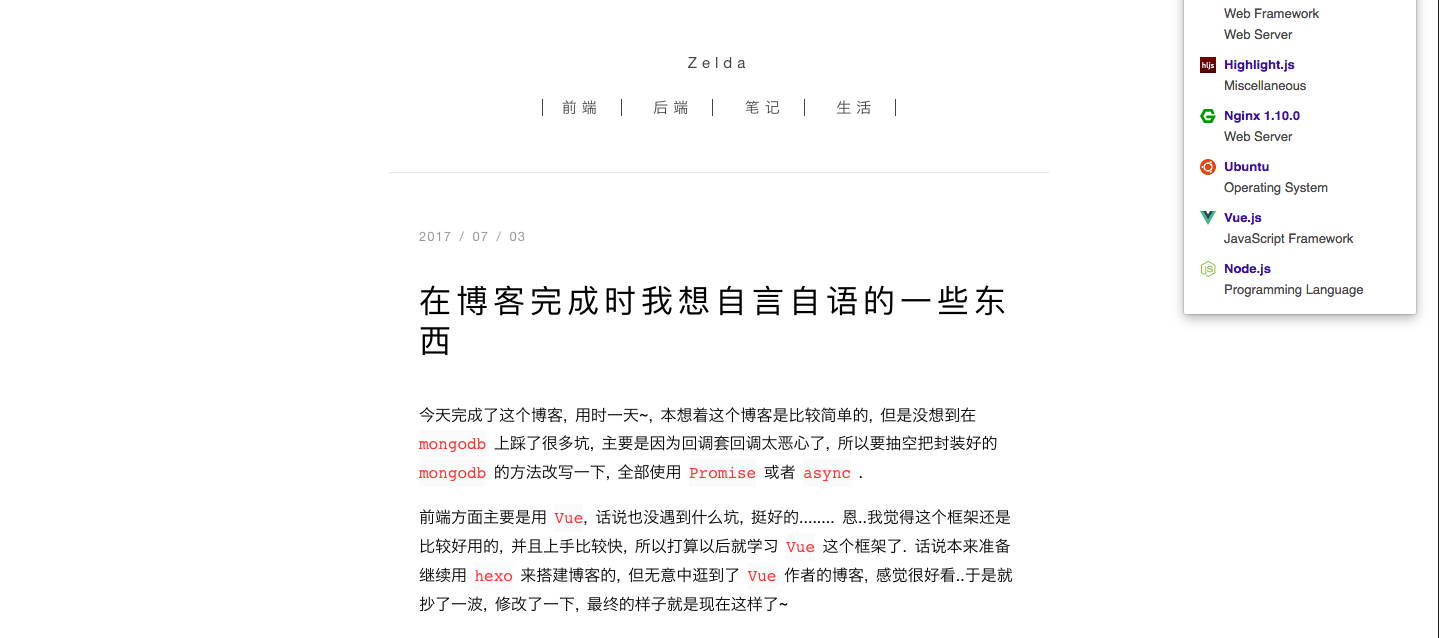 Zelda
前端
后端
笔记
生活
2017 / 07 / 03
在博客完成时我想自言自语的一些东
西
今天完成了这个博客, 用时一天~, 本想着这个博客是比较简单的, 但是没想到在
mongodb 上踩了很多坑, 主要是因为回调套回调太恶心了, 所以要抽空把封装好的
mongodb 的方法改写一下, 全部使用 Promise 或者 async .
前端方面主要是用 Vue, 话说也没遇到什么坑, 挺好的........ 恩..我觉得这个框架还是
比较好用的, 并且上手比较快, 所以打算以后就学习 Vue 这个框架了. 话说本来准备
继续用 hexo 来搭建博客的, 但无意中逛到了 Vue 作者的博客, 感觉很好看..于是就
抄了一波, 修改了一下, 最终的样子就是现在这样了~
Web Framework
Web Server
hljs Highlight.js
Miscellaneous
Nginx 1.10.0
Web Server
Ubuntu
Operating System
Vue.js
JavaScript Framework
Node.js
Programming Language